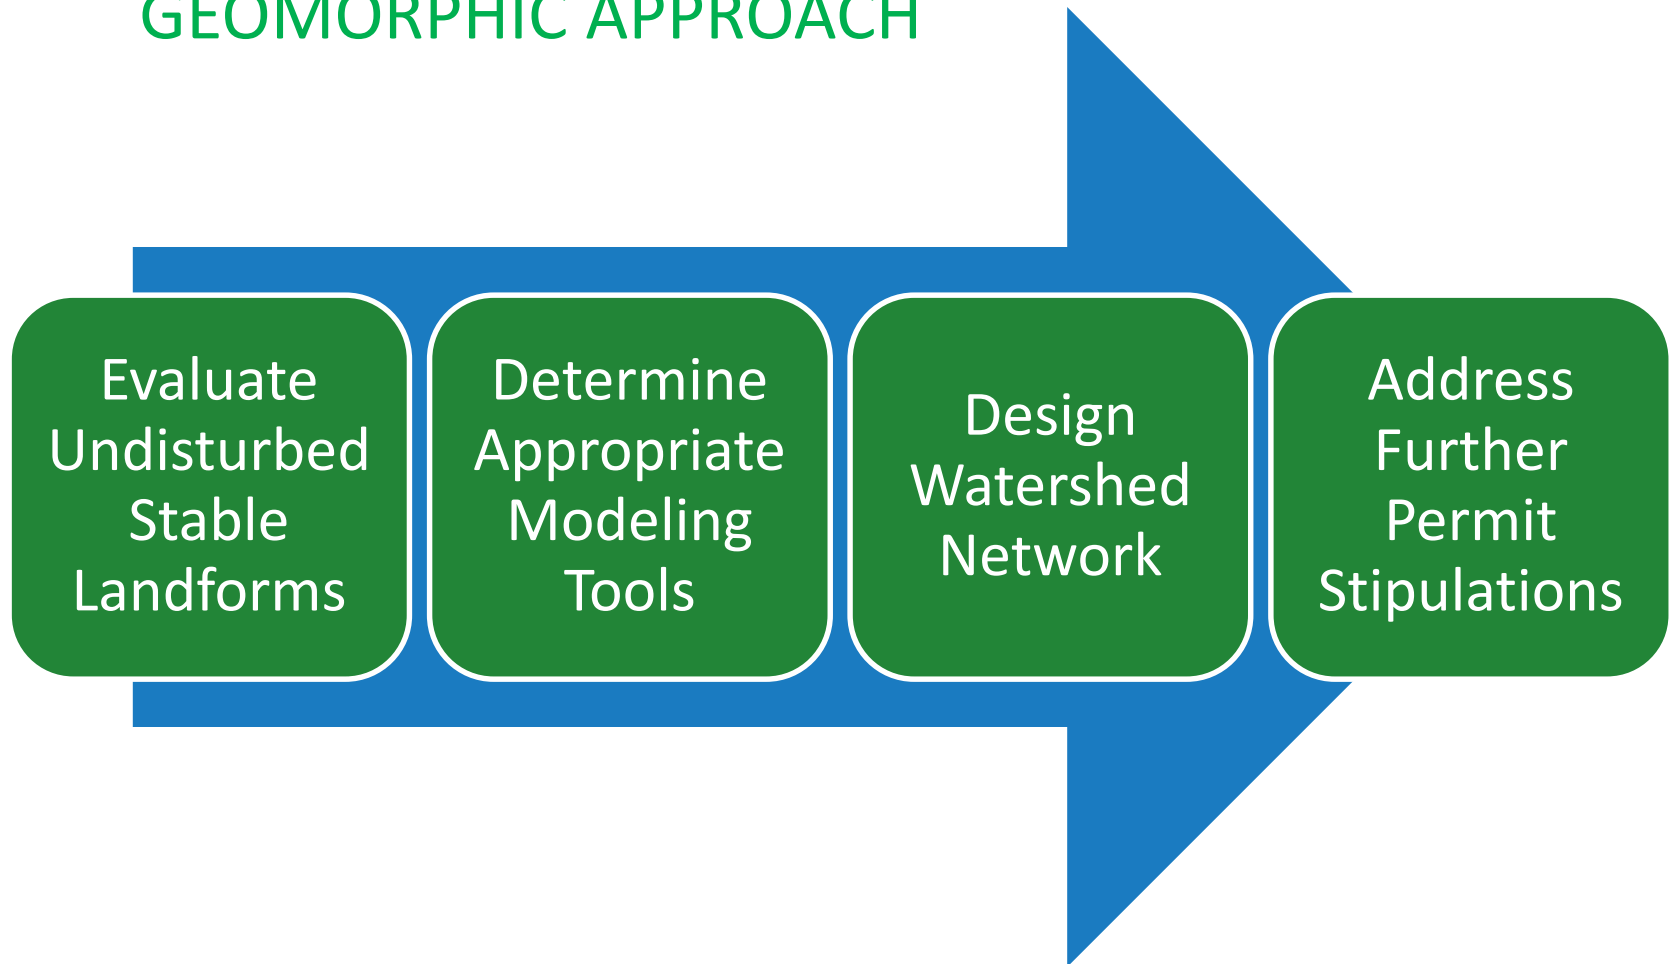 GEOMORPHIC APPROACH
Evaluate
Undisturbed
Stable
Landforms
Determine
Appropriate
Modeling
Tools
Design
Watershed
Network
Address
Further
Permit
Stipulations